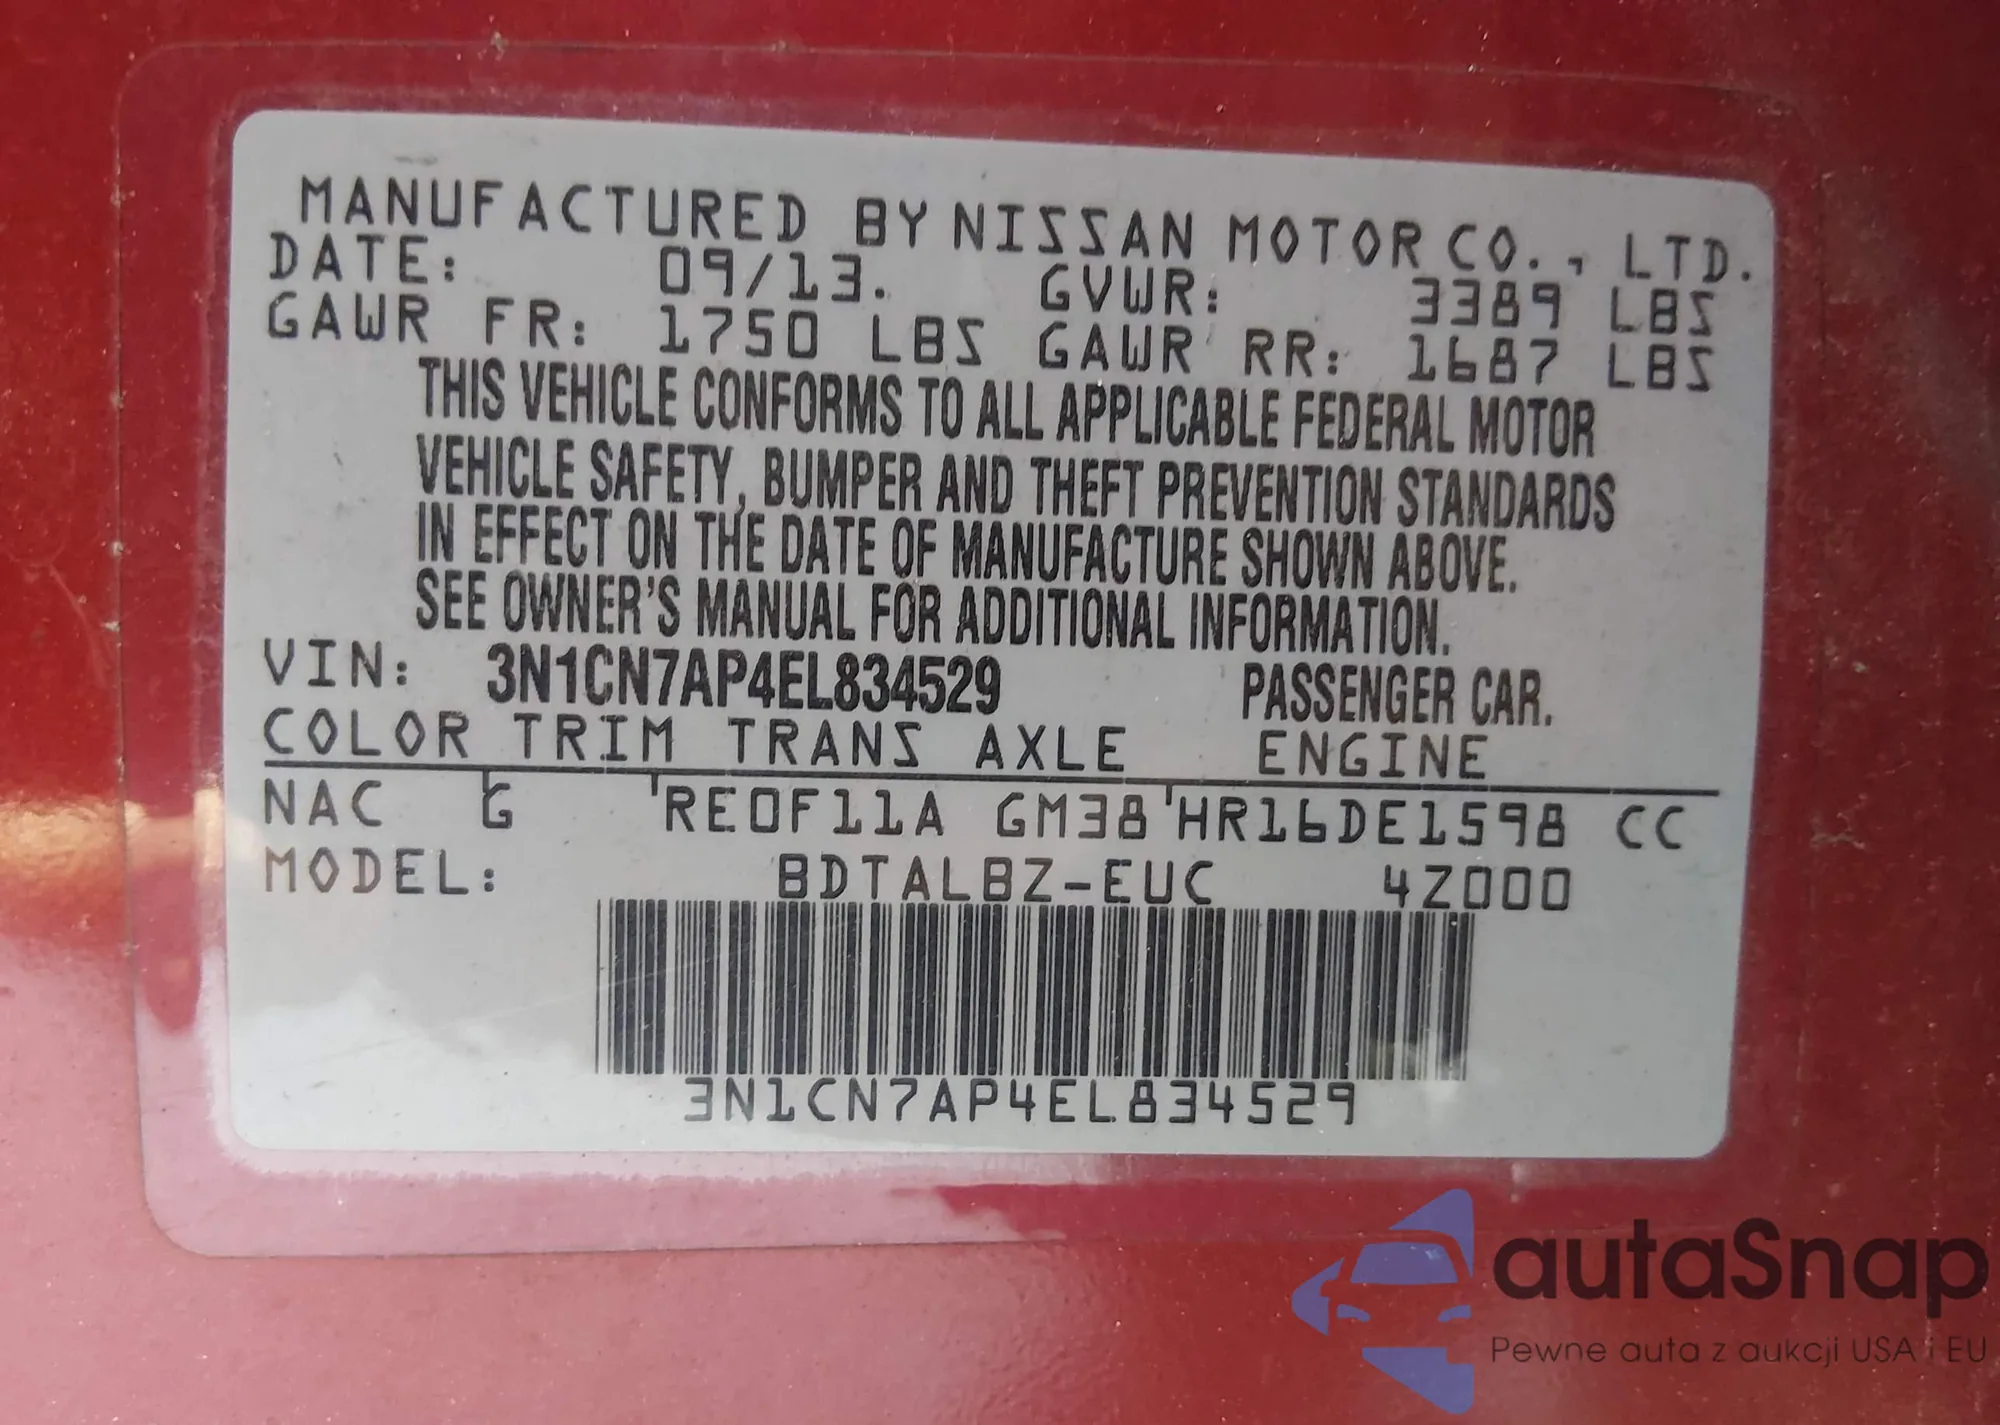 MANUFACTURED BY NISSAN MOTOR CO., LTD.
DATE: 09/13. GVWR: 3389 LBS
GAWR FR: 1750 LBS GAWR RR: 1687 LBS
THIS VEHICLE CONFORMS TO ALL APPLICABLE FEDERAL MOTOR
VEHICLE SAFETY, BUMPER AND THEFT PREVENTION STANDARDS
IN EFFECT ON THE DATE OF MANUFACTURE SHOWN ABOVE.
SEE OWNER'S MANUAL FOR ADDITIONAL INFORMATION.
VIN: 3N1CN7AP4EL834529 PASSENGER CAR.
COLOR TRIM TRANS AXLE ENGINE
NAC G RE0F11A GM38 HR16DE1598 CC
MODEL: BDTALBZ-EUC 4Z000
3N1CN7AP4EL834529
autaSnap
Pewne auta z aukcji USA i EU